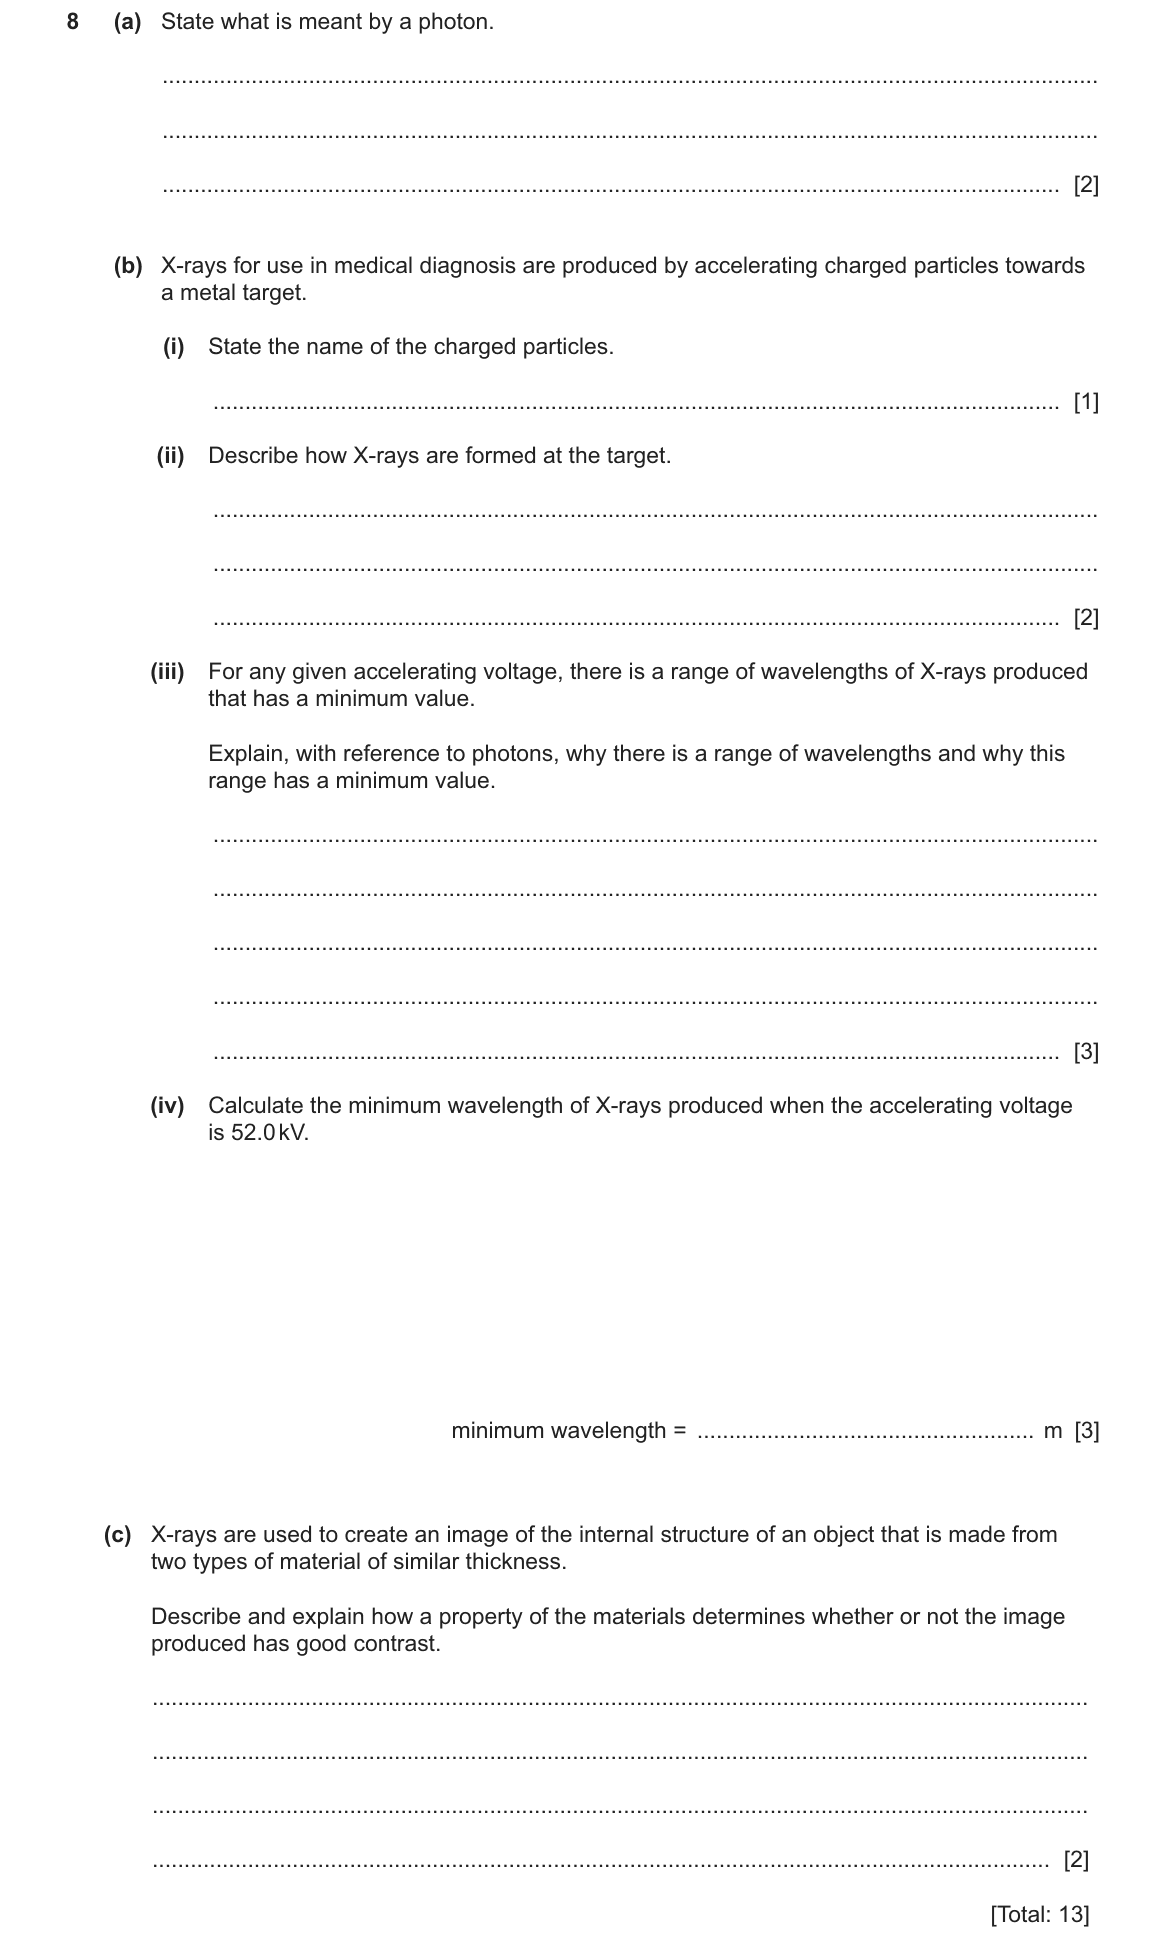 8 (a) State what is meant by a photon.
..........................................................................................................................................................
..........................................................................................................................................................
.................................................................................................................................................... [2]
(b) X-rays for use in medical diagnosis are produced by accelerating charged particles towards
a metal target.
(i) State the name of the charged particles.
............................................................................................................................................ [1]
(ii) Describe how X-rays are formed at the target.
..................................................................................................................................................
..................................................................................................................................................
............................................................................................................................................ [2]
(iii) For any given accelerating voltage, there is a range of wavelengths of X-rays produced
that has a minimum value.
Explain, with reference to photons, why there is a range of wavelengths and why this
range has a minimum value.
..................................................................................................................................................
..................................................................................................................................................
..................................................................................................................................................
..................................................................................................................................................
............................................................................................................................................ [3]
(iv) Calculate the minimum wavelength of X-rays produced when the accelerating voltage
is 52.0 kV.
minimum wavelength = ..................................................... m [3]
(c) X-rays are used to create an image of the internal structure of an object that is made from
two types of material of similar thickness.
Describe and explain how a property of the materials determines whether or not the image
produced has good contrast.
..........................................................................................................................................................
..........................................................................................................................................................
..........................................................................................................................................................
.................................................................................................................................................... [2]
[Total: 13]